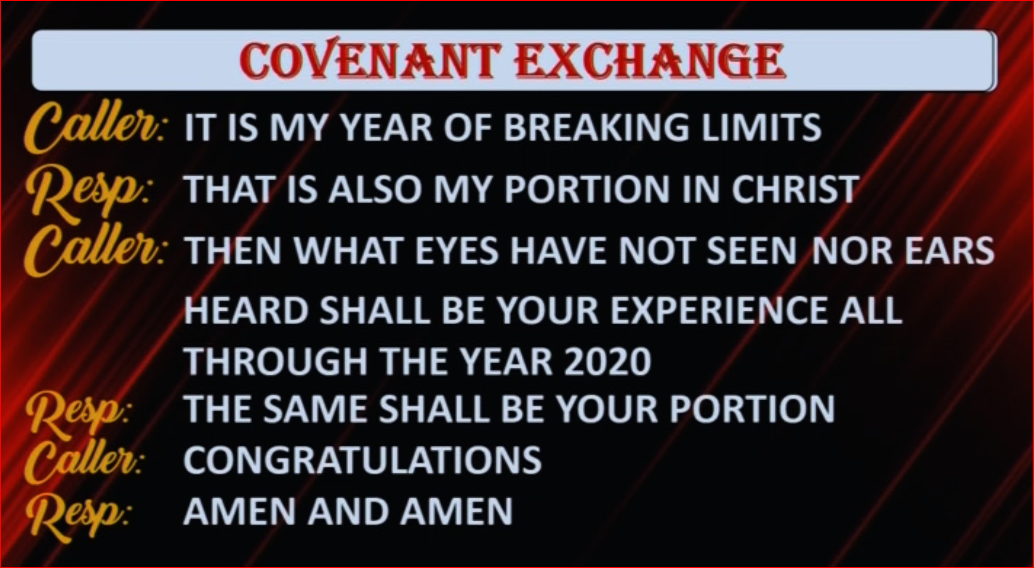 COVENANT EXCHANGE
Caller: IT IS MY YEAR OF BREAKING LIMITS
Resp: THAT IS ALSO MY PORTION IN CHRIST
Caller: THEN WHAT EYES HAVE NOT SEEN NOR EARS
HEARD SHALL BE YOUR EXPERIENCE ALL
THROUGH THE YEAR 2020
Resp: THE SAME SHALL BE YOUR PORTION
Caller: CONGRATULATIONS
Resp: AMEN AND AMEN